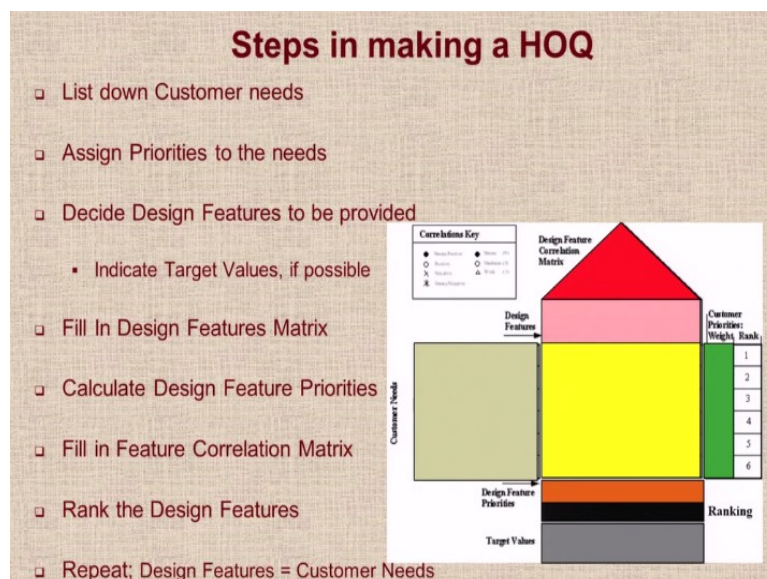 Steps in making a HOQ
List down Customer needs
Assign Priorities to the needs
Decide Design Features to be provided
Indicate Target Values, if possible
Fill In Design Features Matrix
Calculate Design Feature Priorities
Fill in Feature Correlation Matrix
Rank the Design Features
Repeat; Design Features = Customer Needs
Correlations Key
Design Feature
Correlation
Matrix
Design
Features
Customer
Priorities:
Weight, Rank
1
2
3
4
5
6
Customer Needs
Design Feature
Priorities
Ranking
Target Values